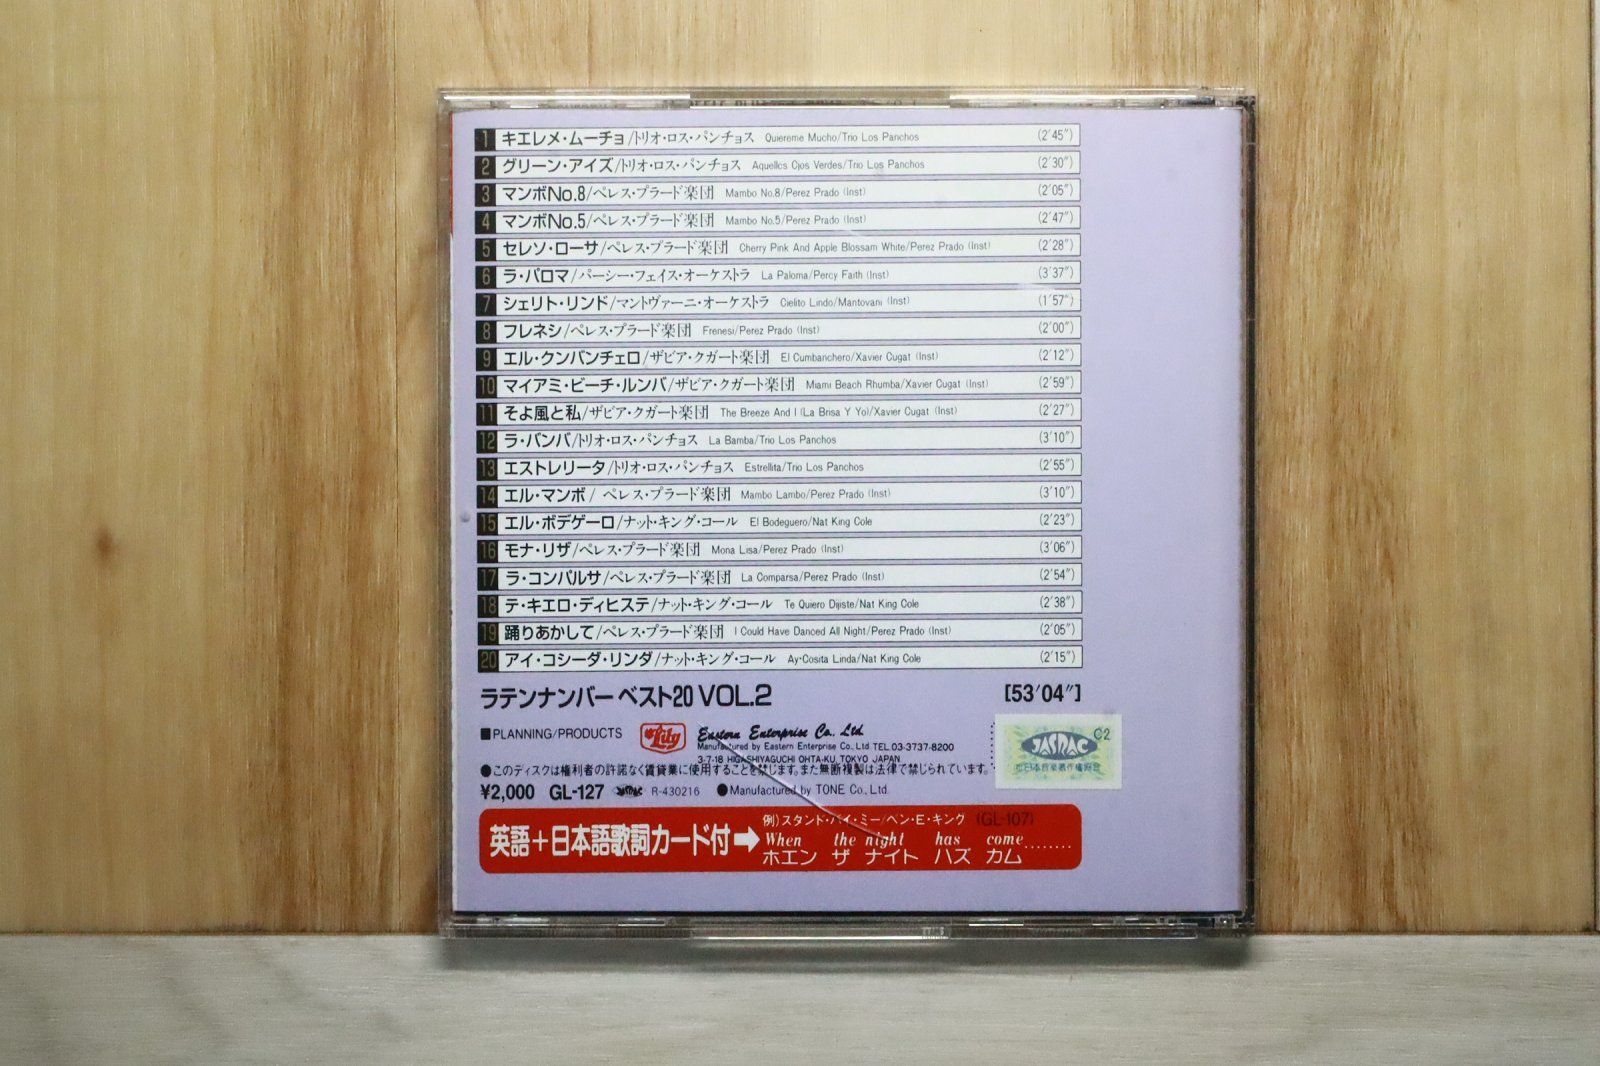 1 キエレメ・ムーチョ/トリオ・ロス・パンチョス Quiereme Mucho/Trio Los Panchos (2'45")
2 グリーン・アイズ/トリオ・ロス・パンチョス Aquellos Ojos Verdes/Trio Los Panchos (2'30")
3 マンボNo.8/ペレス・プラード楽団 Mambo No.8/Perez Prado (Inst) (2'05")
4 マンボNo.5/ペレス・プラード楽団 Mambo No.5/Perez Prado (Inst) (2'47")
5 セレソ・ローサ/ペレス・プラード楽団 Cherry Pink And Apple Blossam White/Perez Prado (Inst) (2'28")
6 ラ・パロマ/パーシー・フェイス・オーケストラ La Paloma/Percy Faith (Inst) (3'37")
7 シェリト・リンド/マントヴァーニ・オーケストラ Cielito Lindo/Mantovani (Inst) (1'57")
8 フレネシ/ペレス・プラード楽団 Frenesi/Perez Prado (Inst) (2'00")
9 エル・クンバンチェロ/ザビア・クガート楽団 El Cumbanchero/Xavier Cugat (Inst) (2'12")
10 マイアミ・ビーチ・ルンバ/ザビア・クガート楽団 Miami Beach Rhumba/Xavier Cugat (Inst) (2'59")
11 そよ風と私/ザビア・クガート楽団 The Breeze And I (La Brisa Y Yo)/Xavier Cugat (Inst) (2'27")
12 ラ・バンバ/トリオ・ロス・パンチョス La Bamba/Trio Los Panchos (3'10")
13 エストレリータ/トリオ・ロス・パンチョス Estrellita/Trio Los Panchos (2'55")
14 エル・マンボ/ ペレス・プラード楽団 Mambo Lambo/Perez Prado (Inst) (3'10")
15 エル・ボデゲーロ/ナット・キング・コール El Bodeguero/Nat King Cole (2'23")
16 モナ・リザ/ペレス・プラード楽団 Mona Lisa/Perez Prado (Inst) (3'06")
17 ラ・コンパルサ/ペレス・プラード楽団 La Comparsa/Perez Prado (Inst) (2'54")
18 テ・キエロ・ディヒステ/ナット・キング・コール Te Quiero Dijiste/Nat King Cole (2'38")
19 踊りあかして/ペレス・プラード楽団 I Could Have Danced All Night/Perez Prado (Inst) (2'05")
20 アイ・コシーダ・リンダ/ナット・キング・コール Ay-Cosita Linda/Nat King Cole (2'15")
ラテンナンバー ベスト20 VOL.2 [53'04"]
■PLANNING/PRODUCTS Lily Eastern Enterprise Co., Ltd
Manufactured by Eastern Enterprise Co., Ltd TEL.03-3737-8200
3-7-18 HIGASHIYAGUCHI OHTA-KU, TOKYO JAPAN
JASRAC C2
●このディスクは権利者の許諾なく賃貸業に使用することを禁じます。また無断複製は法律で禁じられています。
¥2,000 GL-127 JASRAC R-430216 ●Manufactured by TONE Co., Ltd.
英語+日本語歌詞カード付➡
例)スタンド・バイ・ミー/ベン・E・キング (GL-107)
When the night has come........
ホエン ザ ナイト ハズ カム